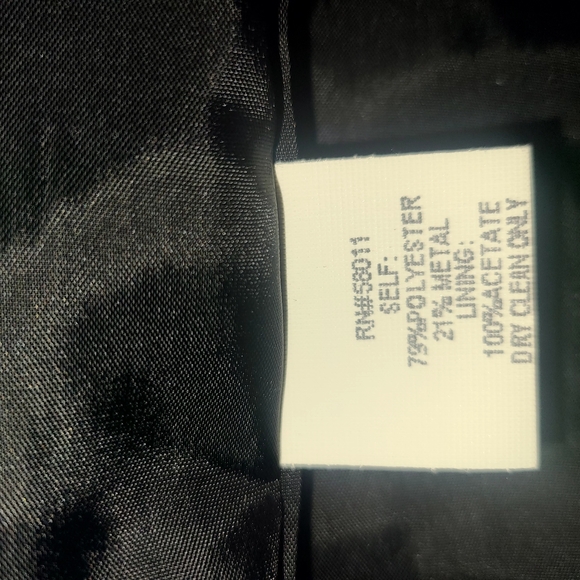 RN#58011
SELF:
79%POLYESTER
21% METAL
LINING:
100%ACETATE
DRY CLEAN ONLY